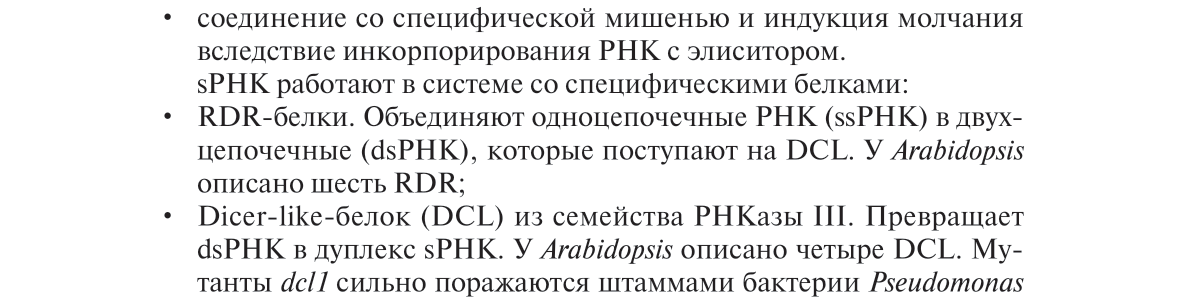 • соединение со специфической мишенью и индукция молчания
вследствие инкорпорирования РНК с элиситором.
sРНК работают в системе со специфическими белками:
• RDR-белки. Объединяют одноцепочечные РНК (ssРНК) в двух-
цепочечные (dsРНК), которые поступают на DCL. У Arabidopsis
описано шесть RDR;
• Dicer-like-белок (DCL) из семейства РНКазы III. Превращает
dsРНК в дуплекс sРНК. У Arabidopsis описано четыре DCL. Му-
танты dcl1 сильно поражаются штаммами бактерии Pseudomonas